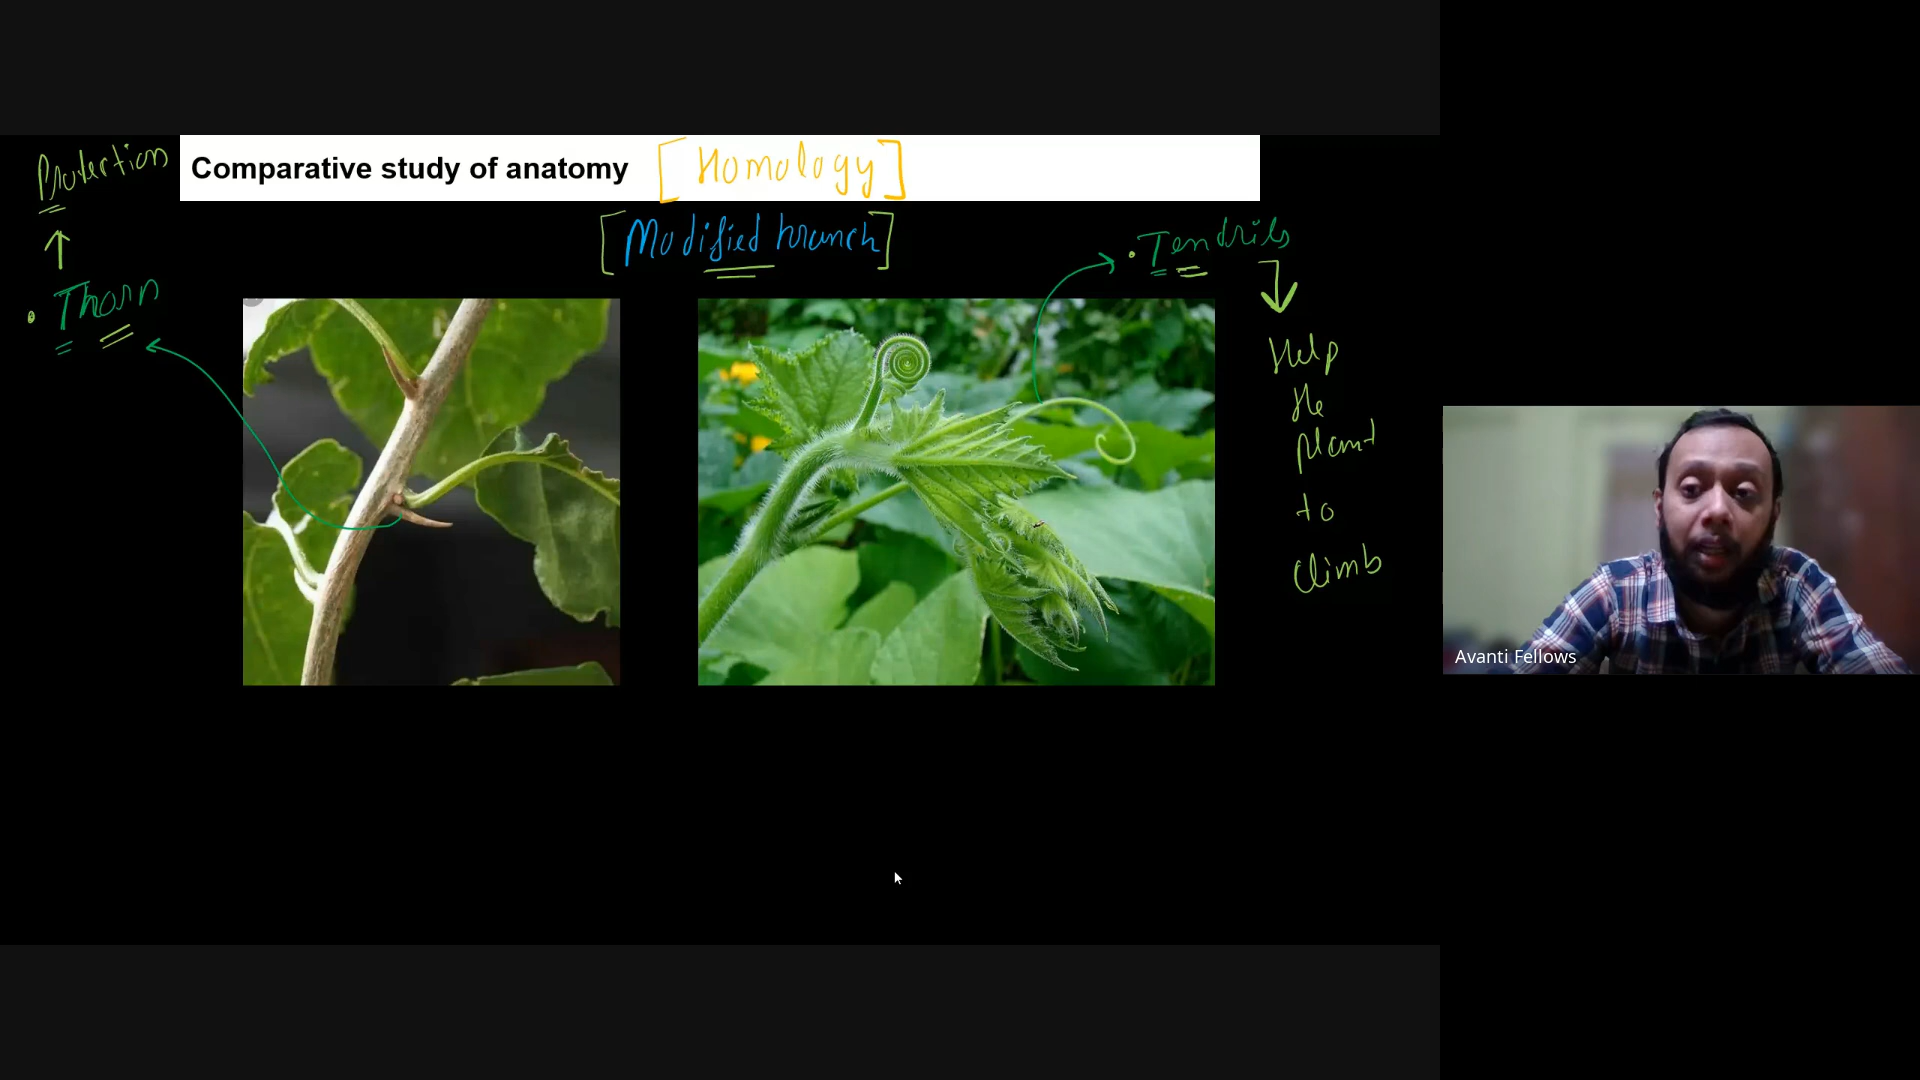 Protection
Comparative study of anatomy [Homology]
[Modified branch]
• Tendrils
• Thorn
Help
the
plant
to
climb
Avanti Fellows